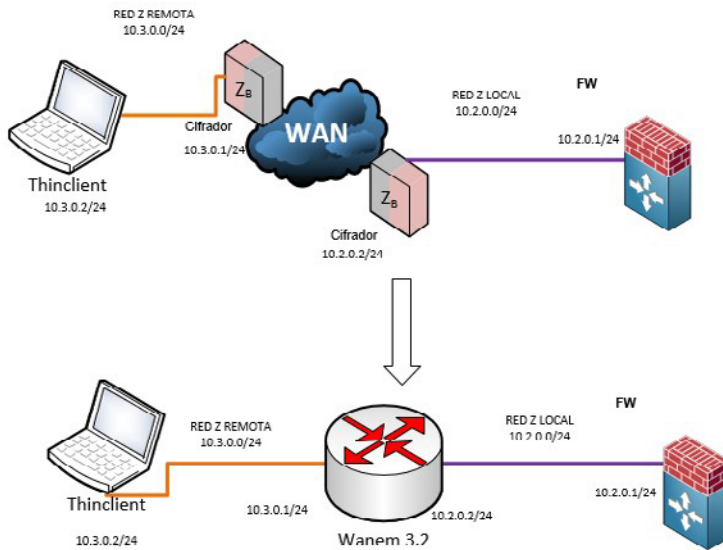 RED Z REMOTA
10.3.0.0/24
Z_B
Cifrador
10.3.0.1/24
WAN
RED Z LOCAL
10.2.0.0/24
FW
10.2.0.1/24
Thinclient
10.3.0.2/24
Z_B
Cifrador
10.2.0.2/24
RED Z REMOTA
10.3.0.0/24
RED Z LOCAL
10.2.0.0/24
FW
Thinclient
10.3.0.2/24
10.3.0.1/24
Wanem 3.2
10.2.0.2/24
10.2.0.1/24